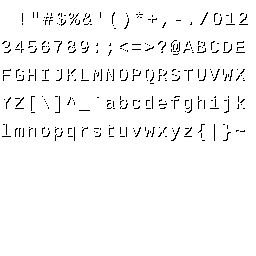 !"#$%&'()*+,-./012
3456789:;<=>?@ABCDE
FGHIJKLMNOPQRSTUVWX
YZ[\]^_`abcdefghijk
lmnopqrstuvwxyz{|}~